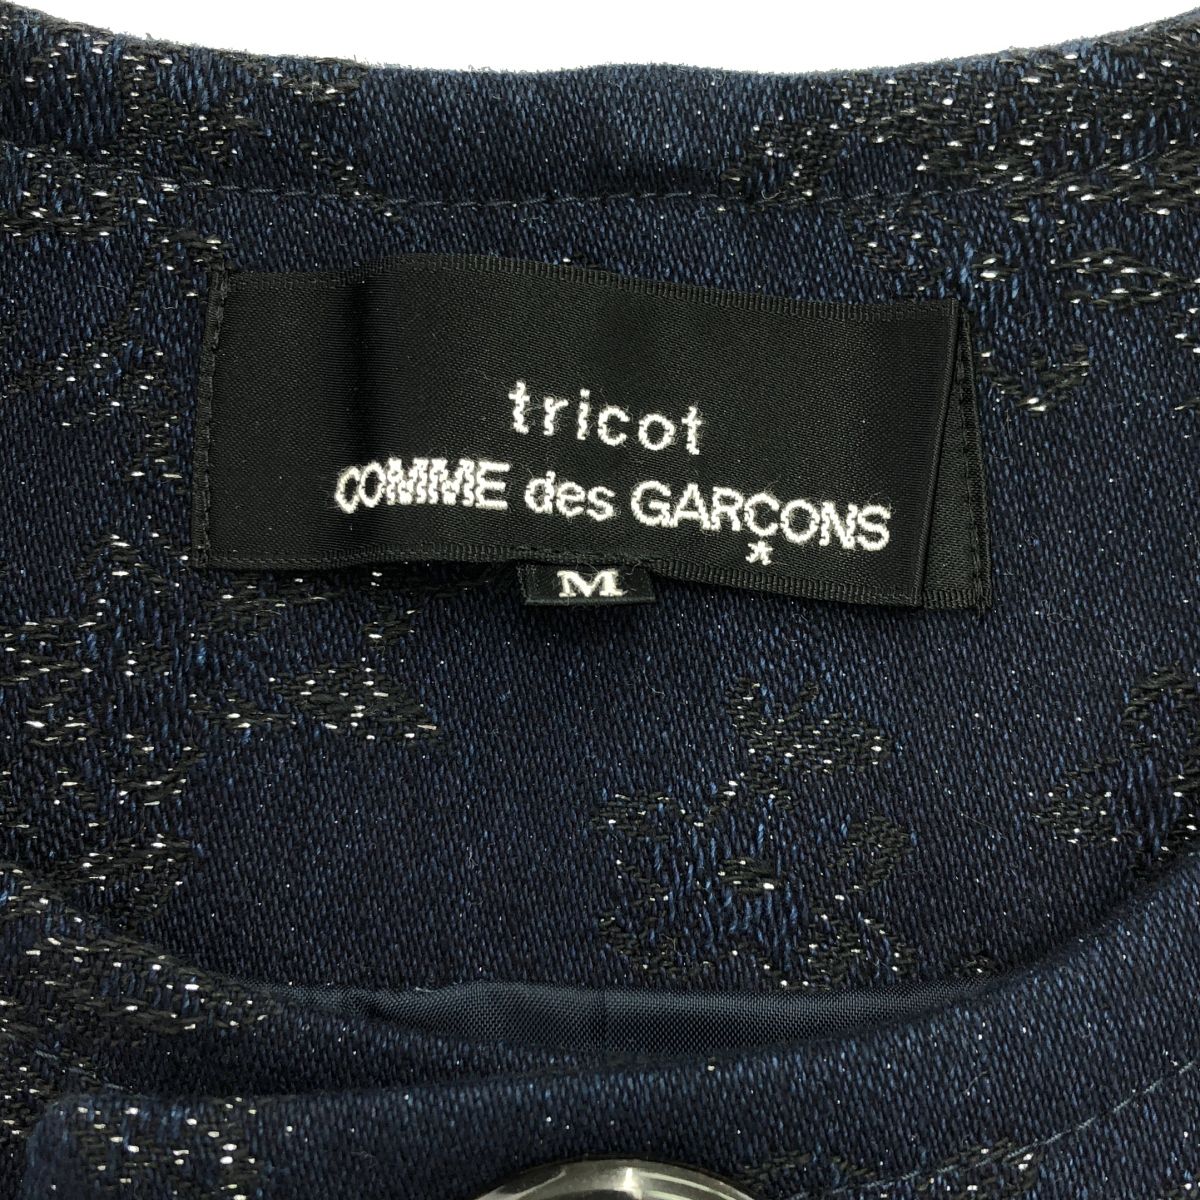 tricot
COMME des GARÇONS
*
M